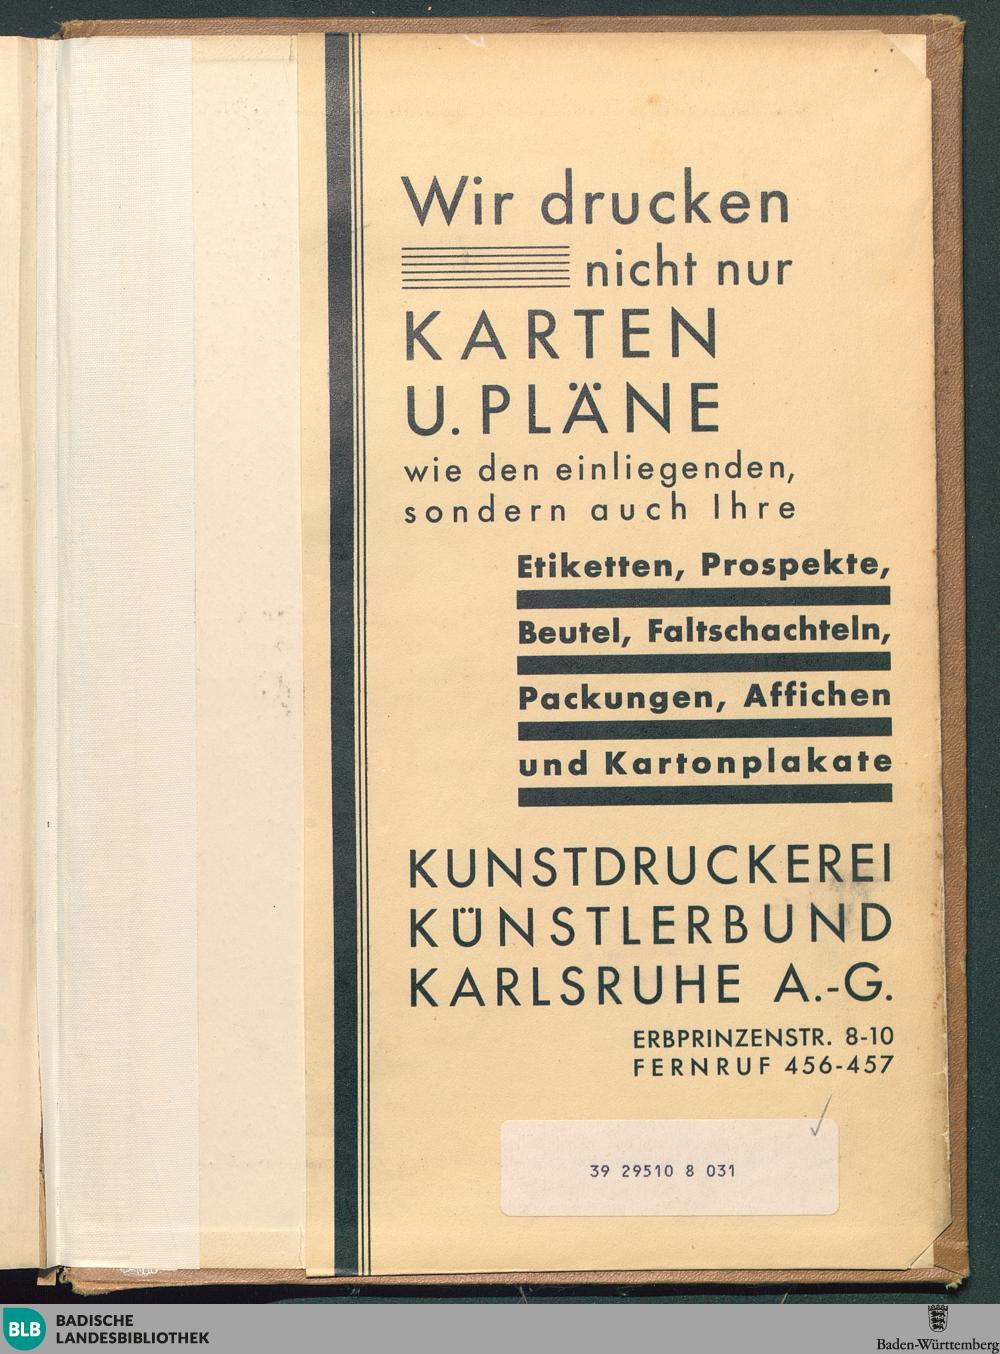 Wir drucken
nicht nur
KARTEN
U. PLÄNE
wie den einliegenden,
sondern auch Ihre
Etiketten, Prospekte,
Beutel, Faltschachteln,
Packungen, Affichen
und Kartonplakate
KUNSTDRUCKEREI
KÜNSTLERBUND
KARLSRUHE A.-G.
ERBPRINZENSTR. 8-10
FERNRUF 456-457
39 29510 8 031
BLB BADISCHE
LANDESBIBLIOTHEK
Baden-Württemberg